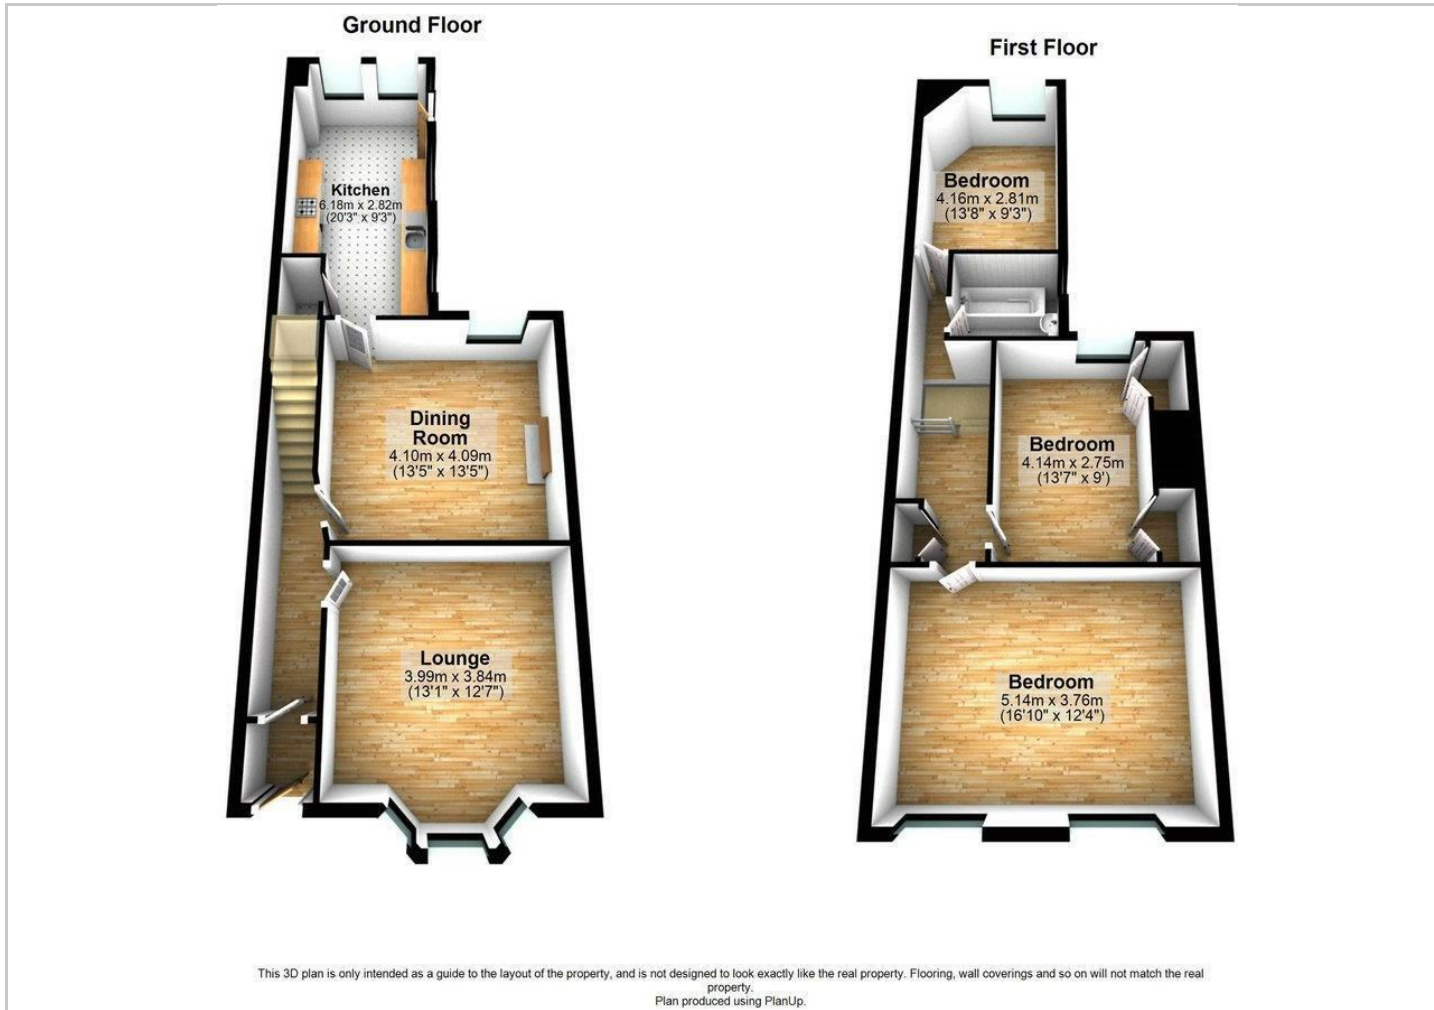 Ground Floor
Kitchen
6.18m x 2.82m
(20'3" x 9'3")
Dining
Room
4.10m x 4.09m
(13'5" x 13'5")
Lounge
3.99m x 3.84m
(13'1" x 12'7")
First Floor
Bedroom
4.16m x 2.81m
(13'8" x 9'3")
Bedroom
4.14m x 2.75m
(13'7" x 9')
Bedroom
5.14m x 3.76m
(16'10" x 12'4")
This 3D plan is only intended as a guide to the layout of the property, and is not designed to look exactly like the real property. Flooring, wall coverings and so on will not match the real
property.
Plan produced using PlanUp.